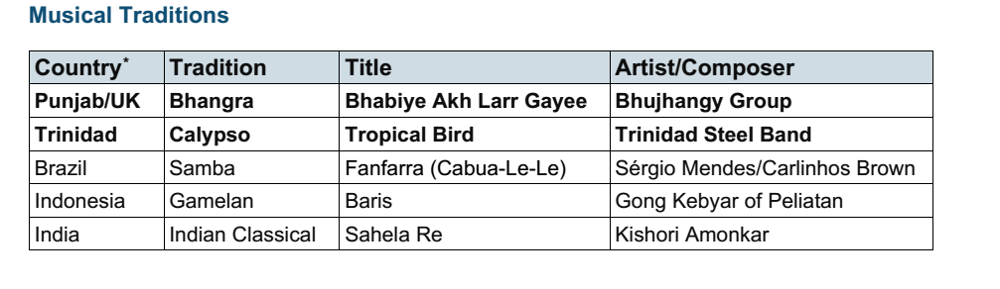 Musical Traditions
Country* Tradition Title Artist/Composer
Punjab/UK Bhangra Bhabiye Akh Larr Gayee Bhujhangy Group
Trinidad Calypso Tropical Bird Trinidad Steel Band
Brazil Samba Fanfarra (Cabua-Le-Le) Sérgio Mendes/Carlinhos Brown
Indonesia Gamelan Baris Gong Kebyar of Peliatan
India Indian Classical Sahela Re Kishori Amonkar